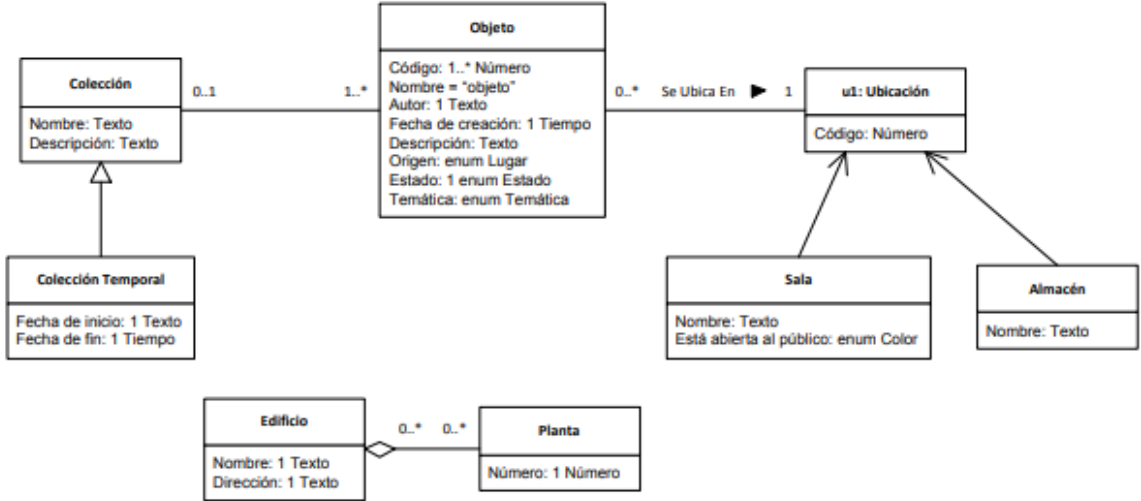 Colección
Nombre: Texto
Descripción: Texto
0..1
1..*
Objeto
Código: 1..* Número
Nombre = “objeto”
Autor: 1 Texto
Fecha de creación: 1 Tiempo
Descripción: Texto
Origen: enum Lugar
Estado: 1 enum Estado
Temática: enum Temática
0..* Se Ubica En 1
u1: Ubicación
Código: Número
Colección Temporal
Fecha de inicio: 1 Texto
Fecha de fin: 1 Tiempo
Sala
Nombre: Texto
Está abierta al público: enum Color
Almacén
Nombre: Texto
Edificio
Nombre: 1 Texto
Dirección: 1 Texto
0..* 0..*
Planta
Número: 1 Número